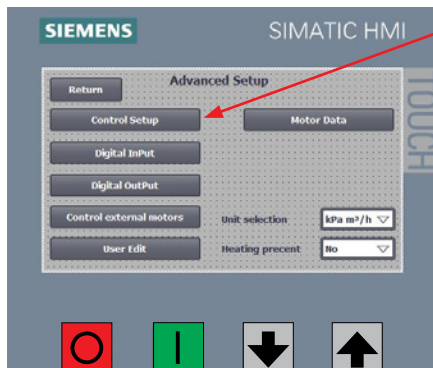 SIEMENS
SIMATIC HMI
TOUCH
Advanced Setup
Return
Control Setup
Motor Data
Digital InPut
Digital OutPut
Control external motors
Unit selection
kPa m³/h
User Edit
Heating precent
No